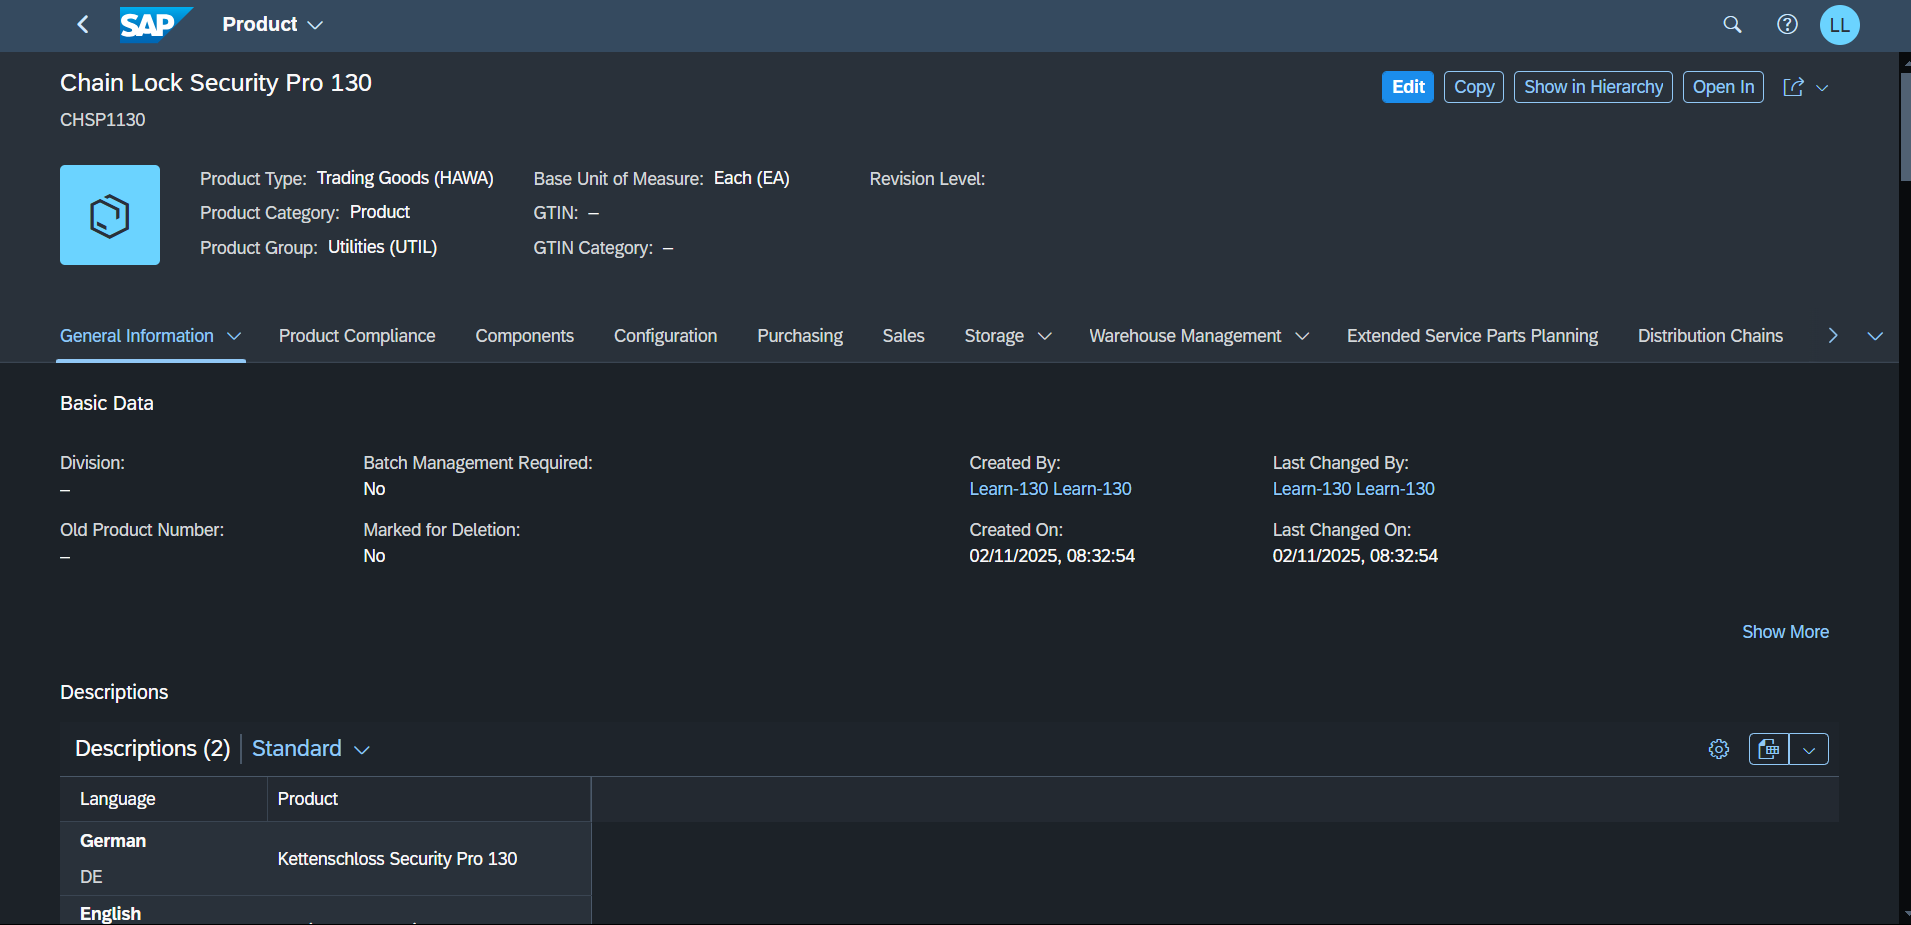 SAP Product
LL
Chain Lock Security Pro 130
CHSP1130
Edit Copy Show in Hierarchy Open In
Product Type: Trading Goods (HAWA) Base Unit of Measure: Each (EA) Revision Level:
Product Category: Product GTIN: –
Product Group: Utilities (UTIL) GTIN Category: –
General Information Product Compliance Components Configuration Purchasing Sales Storage Warehouse Management Extended Service Parts Planning Distribution Chains
Basic Data
Division: Batch Management Required: Created By: Last Changed By:
– No Learn-130 Learn-130 Learn-130 Learn-130
Old Product Number: Marked for Deletion: Created On: Last Changed On:
– No 02/11/2025, 08:32:54 02/11/2025, 08:32:54
Show More
Descriptions
Descriptions (2) Standard
Language Product
German
Kettenschloss Security Pro 130
DE
English